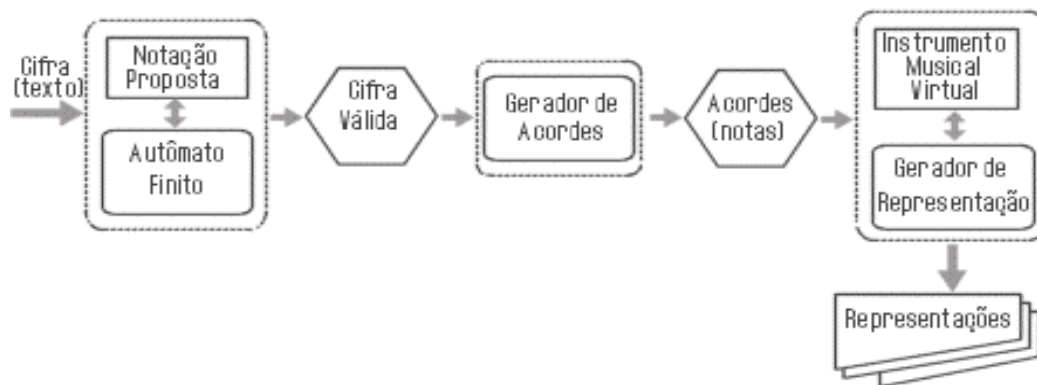 Cifra
(texto)
Notação
Proposta
Autômato
Finito
Cifra
Válida
Gerador de
Acordes
Acordes
(notas)
Instrumento
Musical
Virtual
Gerador de
Representação
Representações